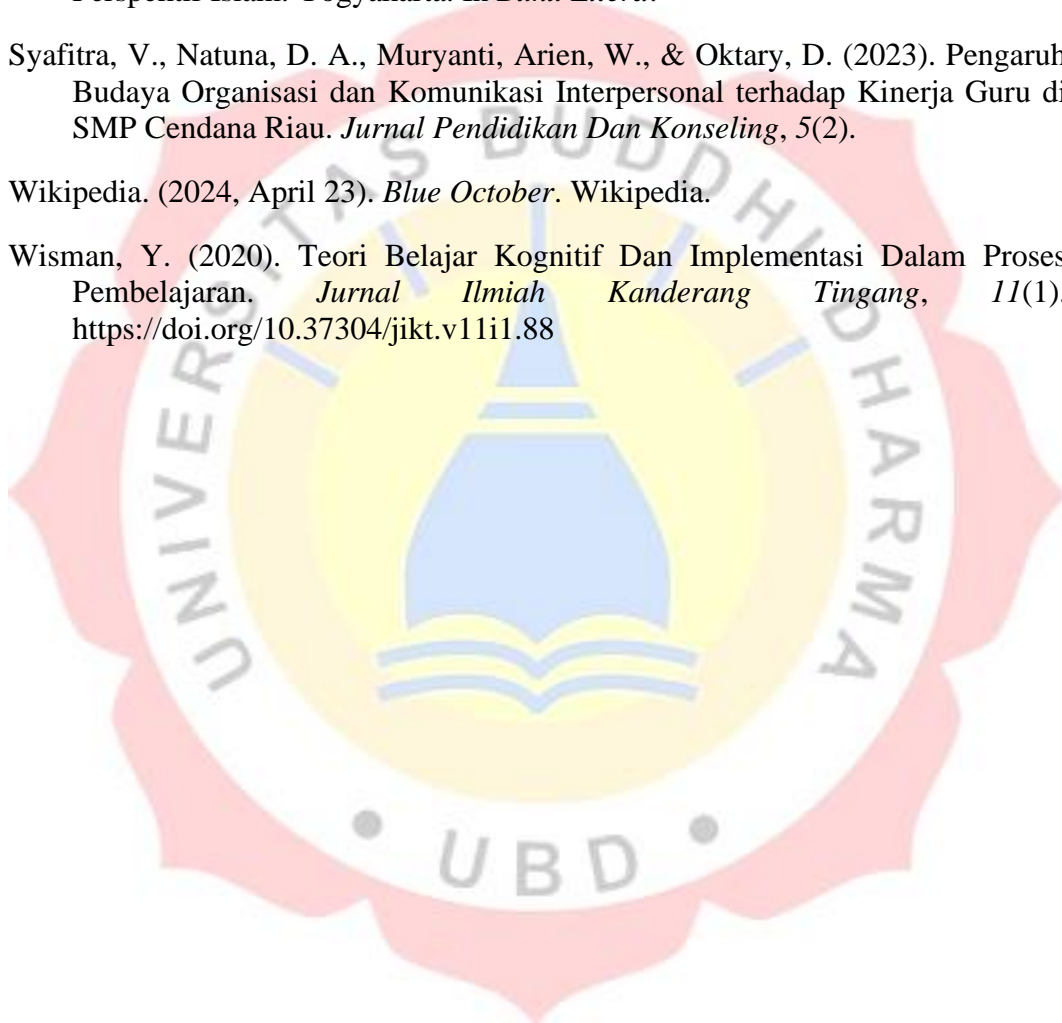 Islam. Yogyakarta. In
Syafitra, V., Natuna, D. A., Muryanti, Arien, W., & Oktary, D. (2023). Pengaruh
Budaya Organisasi dan Komunikasi Interpersonal terhadap Kinerja Guru di
SMP Cendana Riau. Jurnal Pendidikan Dan Konseling, 5(2).
Wikipedia. (2024, April 23). Blue October. Wikipedia.
Wisman, Y. (2020). Teori Belajar Kognitif Dan Implementasi Dalam Proses
Pembelajaran. Jurnal Ilmiah Kanderang Tingang, 11(1).
https://doi.org/10.37304/jikt.v11i1.88
UNIVERSITAS BUDDHI DHARMA
• UBD •